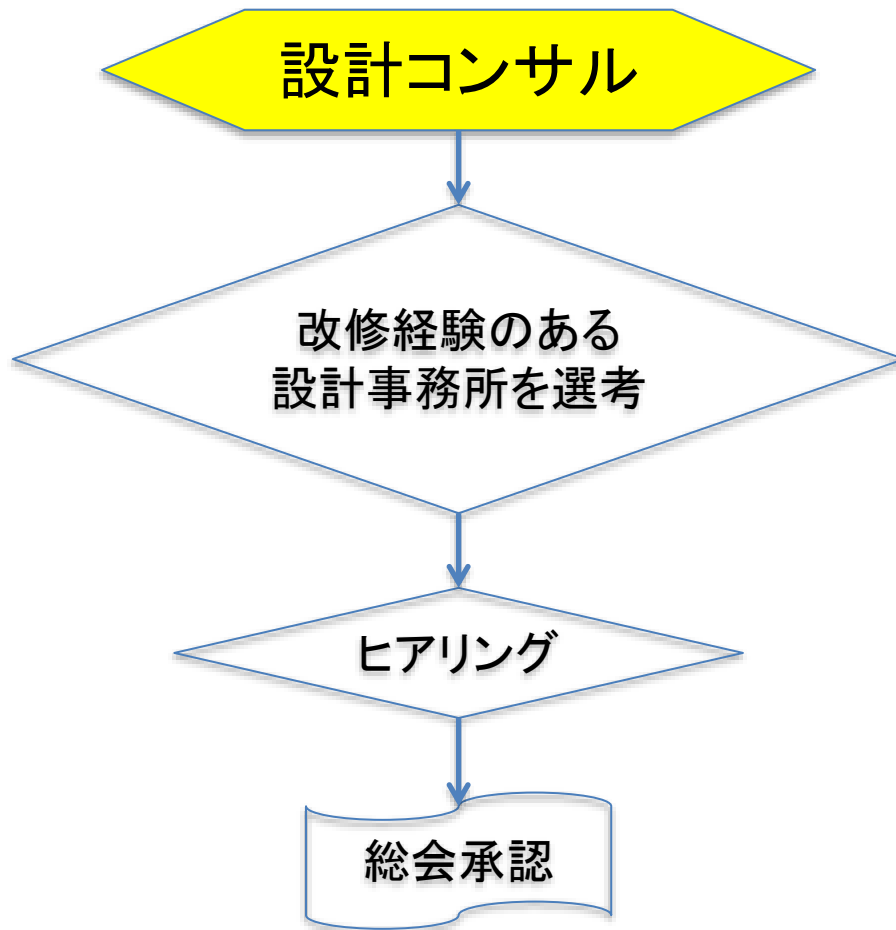 設計コンサル
改修経験のある
設計事務所を選考
ヒアリング
総会承認